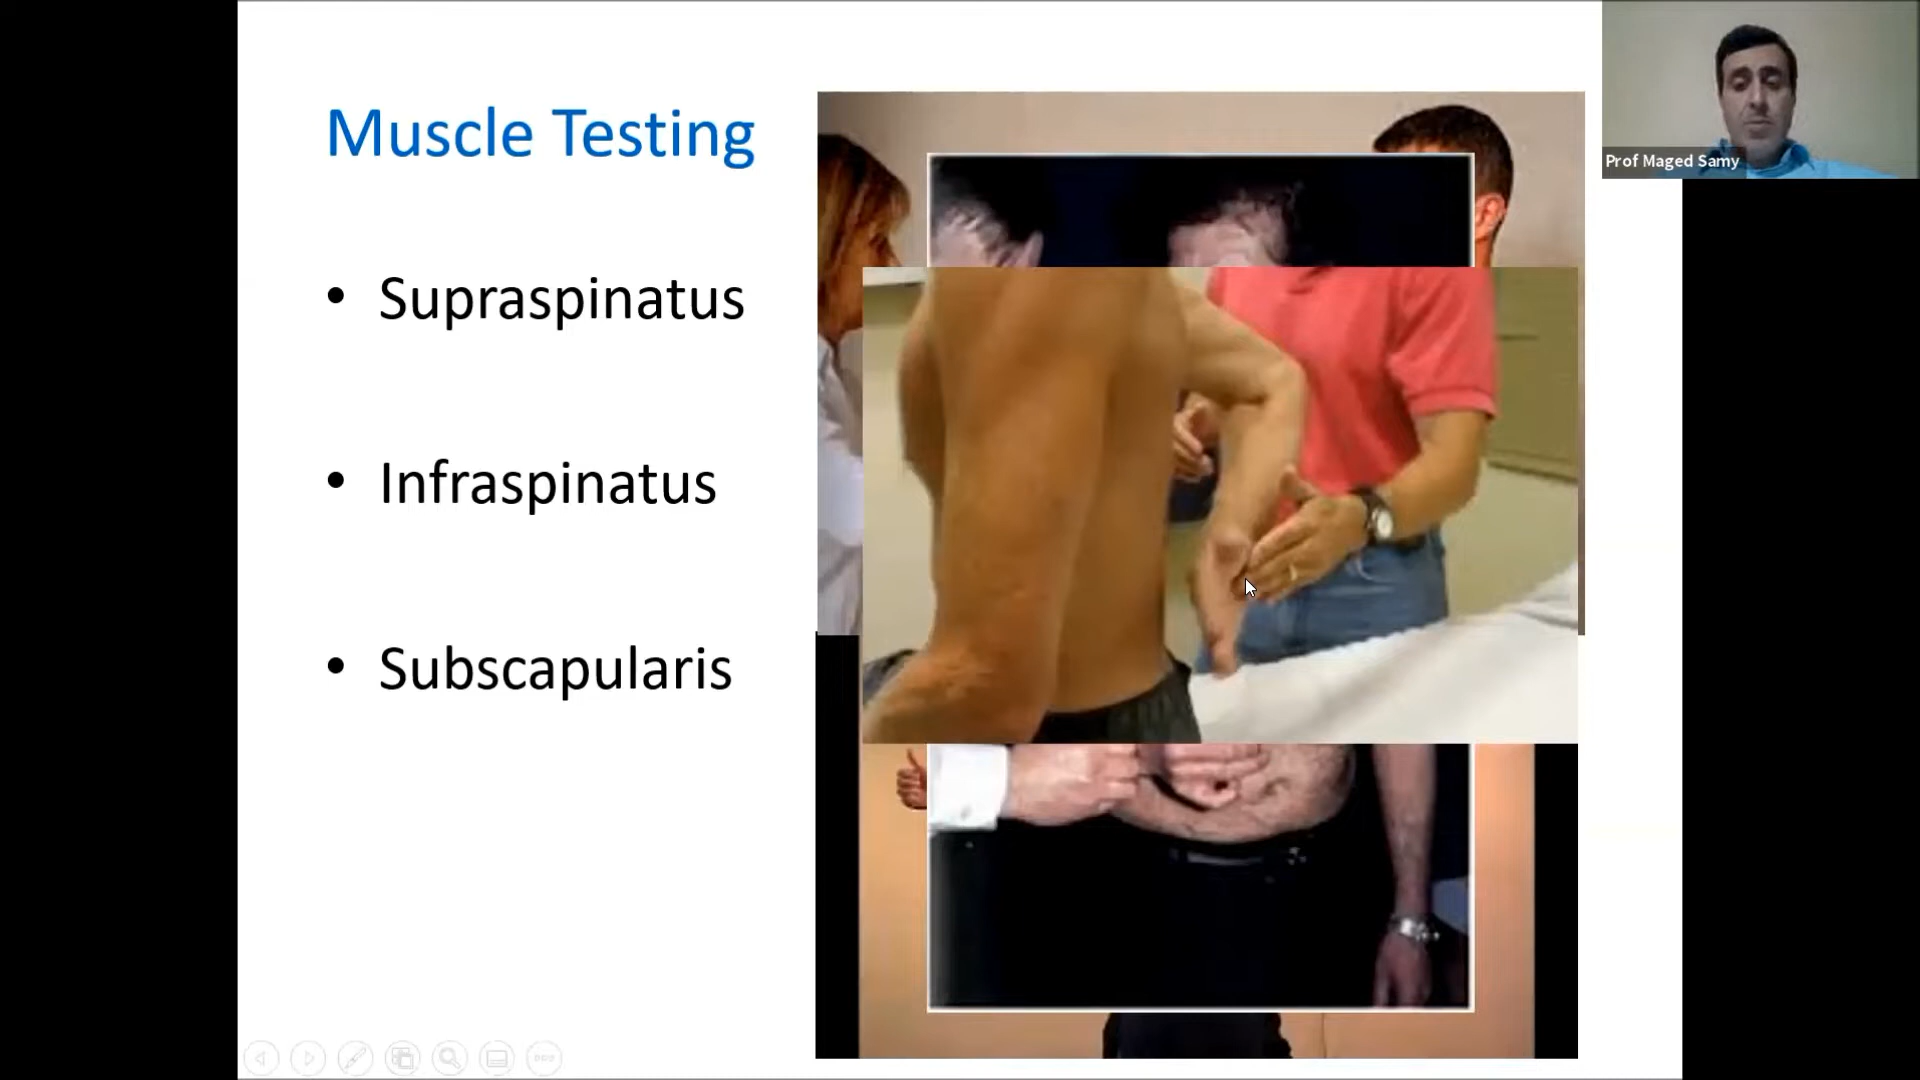 Muscle Testing
• Supraspinatus
• Infraspinatus
• Subscapularis
Prof Maged Samy